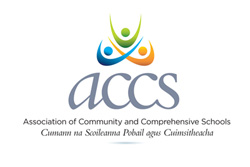 accs
Association of Community and Comprehensive Schools
Cumann na Scoileanna Pobail agus Cuimsitheacha